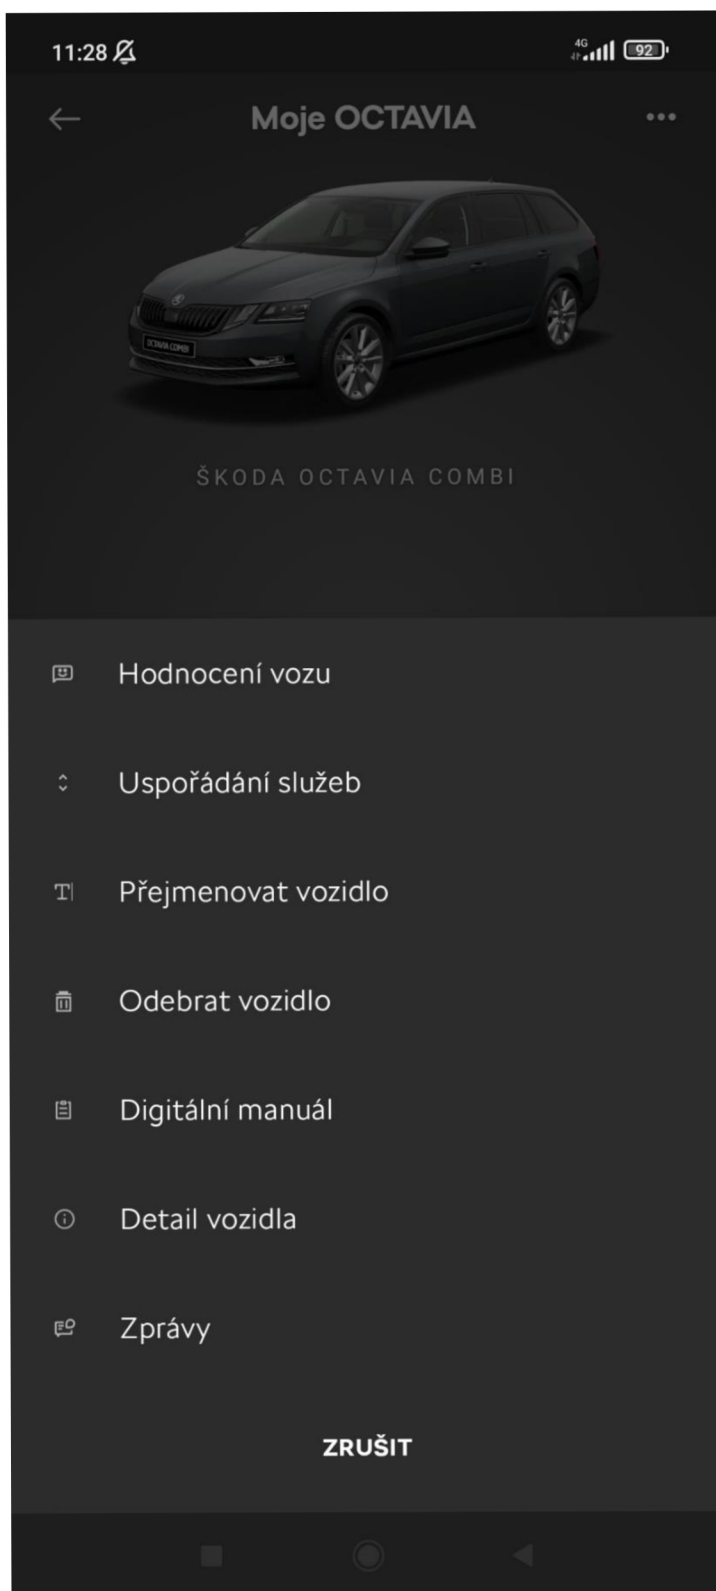 11:28
4G
92
Moje OCTAVIA
OCTAVIA COMBI
ŠKODA OCTAVIA COMBI
Hodnocení vozu
Uspořádání služeb
Přejmenovat vozidlo
Odebrat vozidlo
Digitální manuál
Detail vozidla
Zprávy
ZRUŠIT